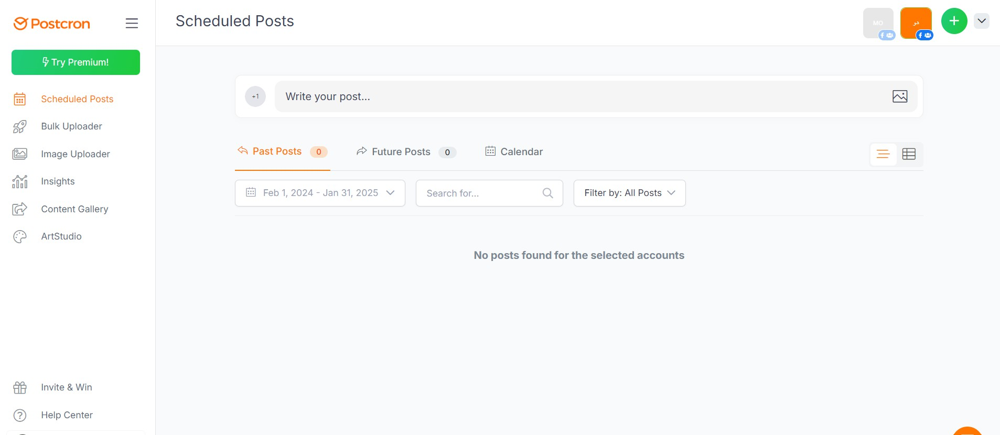 Postcron
Try Premium!
Scheduled Posts
Bulk Uploader
Image Uploader
Insights
Content Gallery
ArtStudio
Invite & Win
Help Center
Scheduled Posts
MO
+1
Write your post...
Past Posts 0
Future Posts 0
Calendar
Feb 1, 2024 - Jan 31, 2025
Search for...
Filter by: All Posts
No posts found for the selected accounts